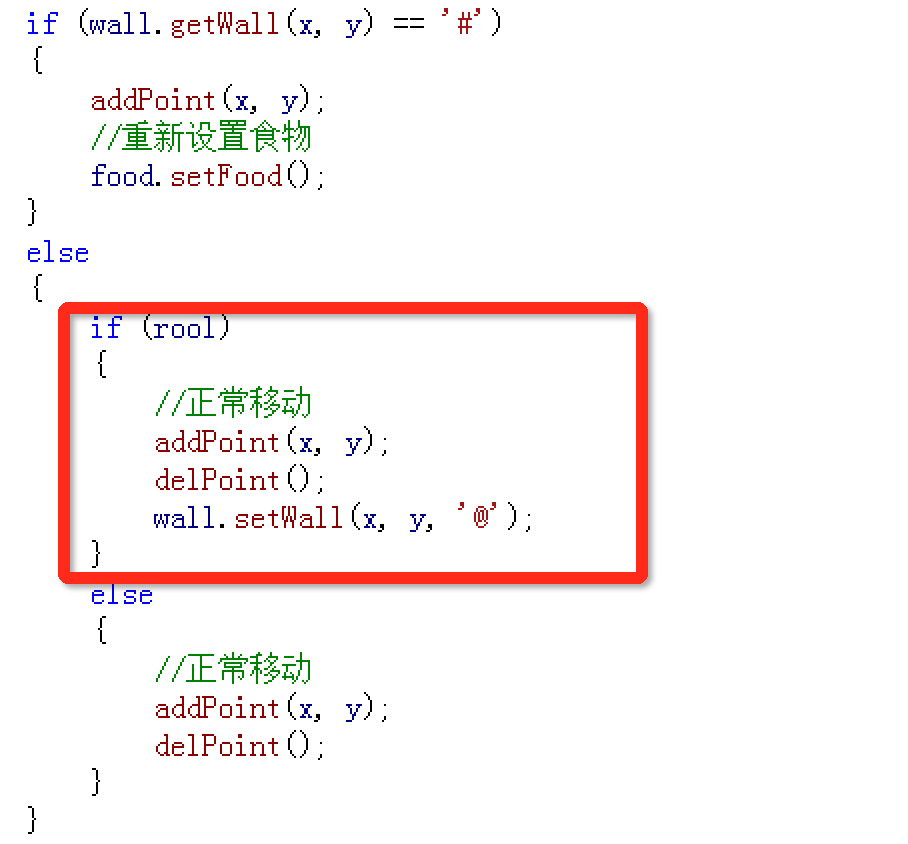 if (wall.getWall(x, y) == '#')
{
addPoint(x, y);
//重新设置食物
food.setFood();
}
else
{
if (rool)
{
//正常移动
addPoint(x, y);
delPoint();
wall.setWall(x, y, '@');
}
else
{
//正常移动
addPoint(x, y);
delPoint();
}
}